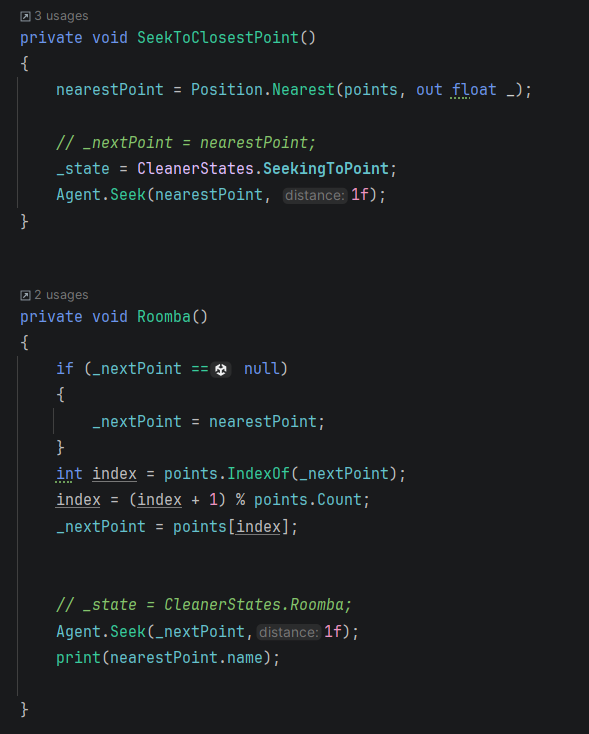 3 usages
private void SeekToClosestPoint()
{
nearestPoint = Position.Nearest(points, out float _);
// _nextPoint = nearestPoint;
_state = CleanerStates.SeekingToPoint;
Agent.Seek(nearestPoint, distance: 1f);
}
2 usages
private void Roomba()
{
if (_nextPoint == null)
{
_nextPoint = nearestPoint;
}
int index = points.IndexOf(_nextPoint);
index = (index + 1) % points.Count;
_nextPoint = points[index];
// _state = CleanerStates.Roomba;
Agent.Seek(_nextPoint, distance: 1f);
print(nearestPoint.name);
}